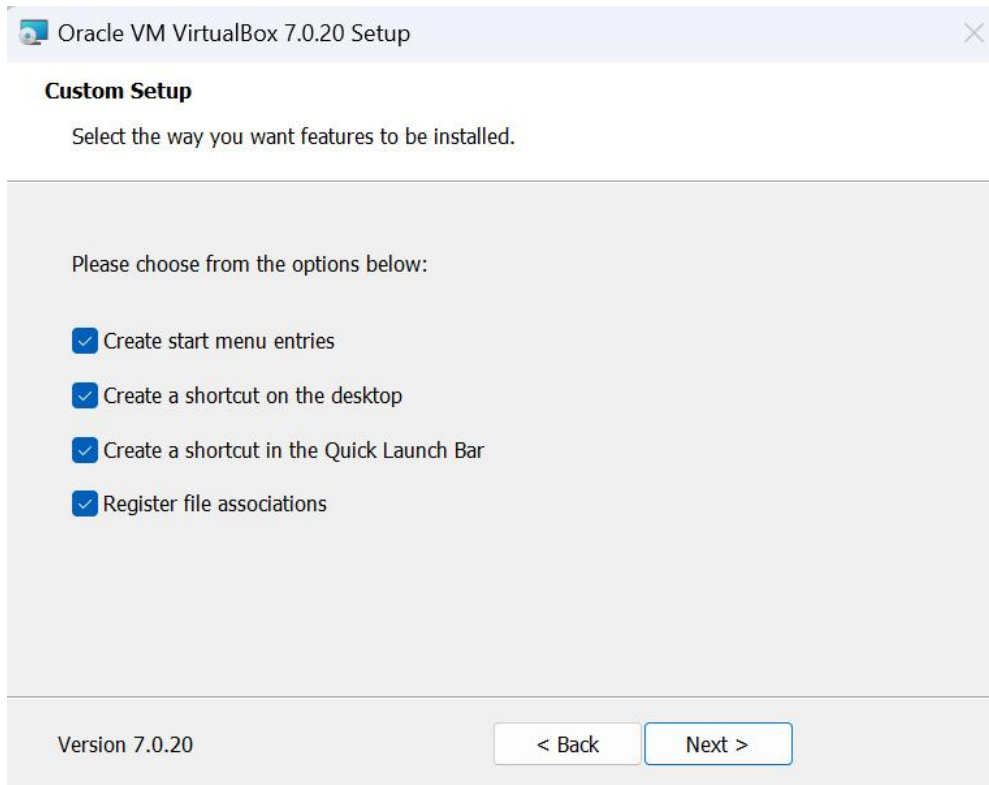 Oracle VM VirtualBox 7.0.20 Setup
Custom Setup
Select the way you want features to be installed.
Please choose from the options below:
Create start menu entries
Create a shortcut on the desktop
Create a shortcut in the Quick Launch Bar
Register file associations
Version 7.0.20
< Back
Next >